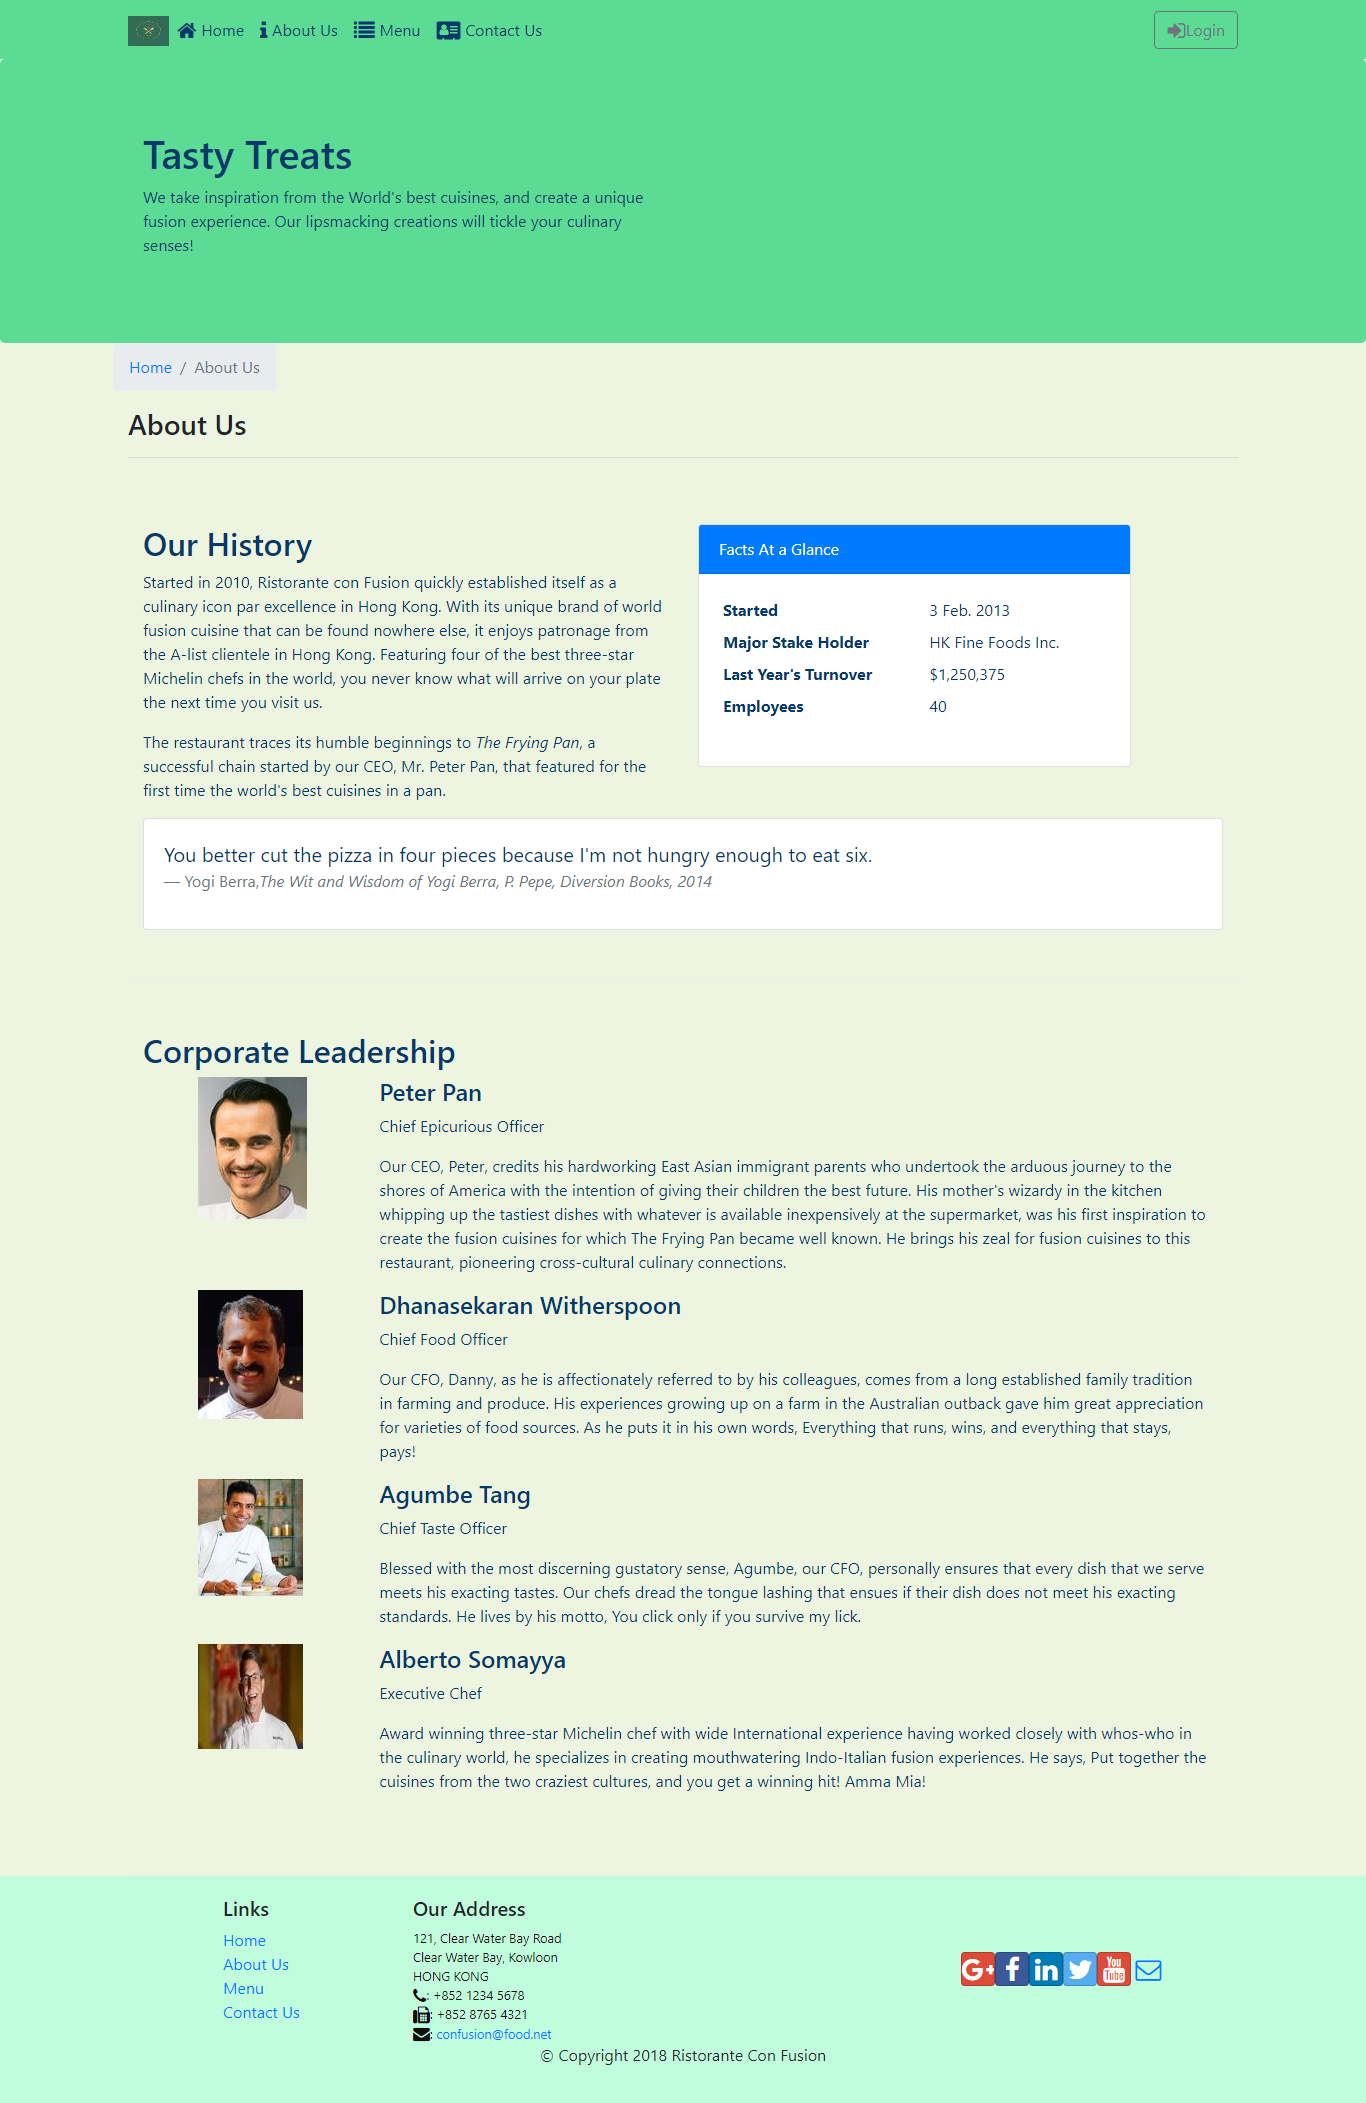 Home About Us Menu Contact Us Login
Tasty Treats
We take inspiration from the World's best cuisines, and create a unique
fusion experience. Our lipsmacking creations will tickle your culinary
senses!
Home / About Us
About Us
Our History
Started in 2010, Ristorante con Fusion quickly established itself as a
culinary icon par excellence in Hong Kong. With its unique brand of world
fusion cuisine that can be found nowhere else, it enjoys patronage from
the A-list clientele in Hong Kong. Featuring four of the best three-star
Michelin chefs in the world, you never know what will arrive on your plate
the next time you visit us.
The restaurant traces its humble beginnings to The Frying Pan, a
successful chain started by our CEO, Mr. Peter Pan, that featured for the
first time the world's best cuisines in a pan.
Facts At a Glance
Started 3 Feb. 2013
Major Stake Holder HK Fine Foods Inc.
Last Year's Turnover $1,250,375
Employees 40
You better cut the pizza in four pieces because I'm not hungry enough to eat six.
— Yogi Berra,The Wit and Wisdom of Yogi Berra, P. Pepe, Diversion Books, 2014
Corporate Leadership
Peter Pan
Chief Epicurious Officer
Our CEO, Peter, credits his hardworking East Asian immigrant parents who undertook the arduous journey to the
shores of America with the intention of giving their children the best future. His mother's wizardy in the kitchen
whipping up the tastiest dishes with whatever is available inexpensively at the supermarket, was his first inspiration to
create the fusion cuisines for which The Frying Pan became well known. He brings his zeal for fusion cuisines to this
restaurant, pioneering cross-cultural culinary connections.
Dhanasekaran Witherspoon
Chief Food Officer
Our CFO, Danny, as he is affectionately referred to by his colleagues, comes from a long established family tradition
in farming and produce. His experiences growing up on a farm in the Australian outback gave him great appreciation
for varieties of food sources. As he puts it in his own words, Everything that runs, wins, and everything that stays,
pays!
Agumbe Tang
Chief Taste Officer
Blessed with the most discerning gustatory sense, Agumbe, our CFO, personally ensures that every dish that we serve
meets his exacting tastes. Our chefs dread the tongue lashing that ensues if their dish does not meet his exacting
standards. He lives by his motto, You click only if you survive my lick.
Alberto Somayya
Executive Chef
Award winning three-star Michelin chef with wide International experience having worked closely with whos-who in
the culinary world, he specializes in creating mouthwatering Indo-Italian fusion experiences. He says, Put together the
cuisines from the two craziest cultures, and you get a winning hit! Amma Mia!
Links
Home
About Us
Menu
Contact Us
Our Address
121, Clear Water Bay Road
Clear Water Bay, Kowloon
HONG KONG
: +852 1234 5678
: +852 8765 4321
: confusion@food.net
G+ f in You Tube
© Copyright 2018 Ristorante Con Fusion